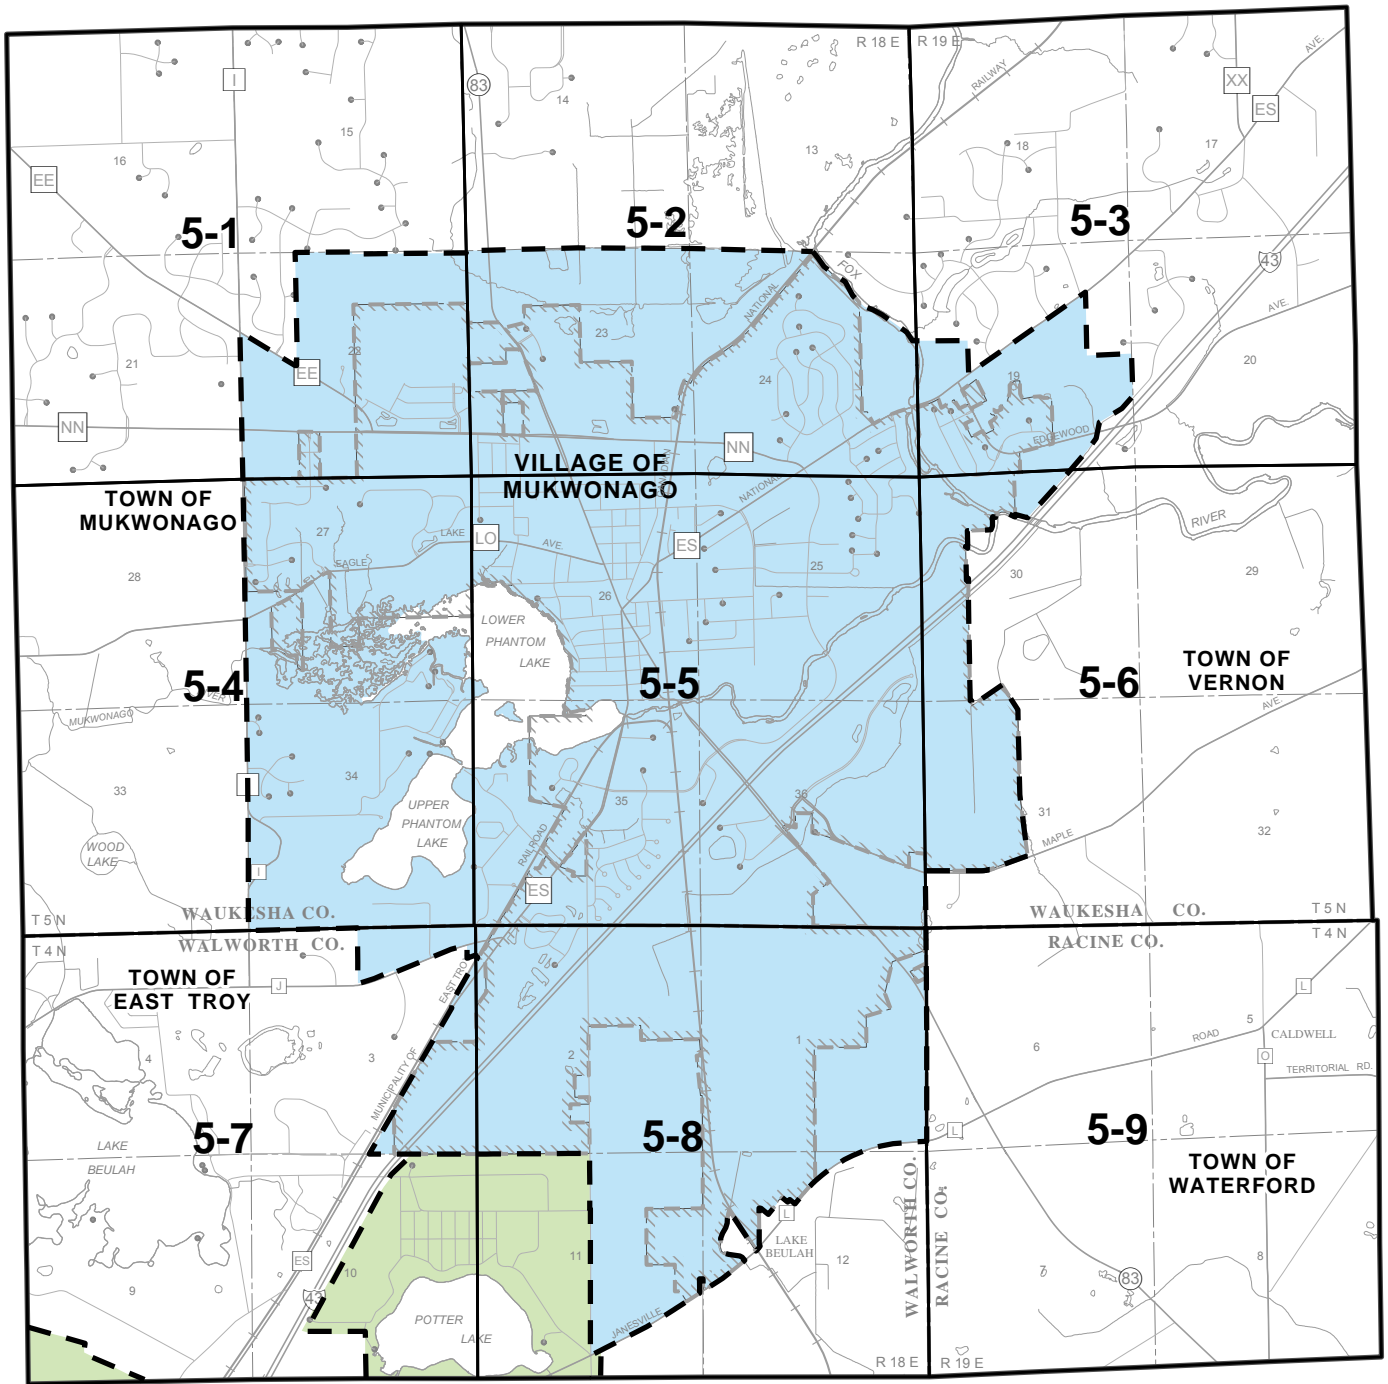 R 18 E
R 19 E
RAILWAY
AVE.
XX
ES
I
83
14
15
16
13
18
17
EE
5-1
5-2
5-3
43
FOX
NATIONAL
AVE.
23
22
21
EE
24
19
20
NN
NN
EDGEWOOD
VILLAGE OF
MUKWONAGO
NATIONAL
TOWN OF
MUKWONAGO
27
LAKE
LO
AVE.
ES
RIVER
EAGLE
28
25
30
29
26
LOWER
PHANTOM
LAKE
TOWN OF
VERNON
5-4
5-5
5-6
MUKWONAGO
AVE.
33
34
35
36
31
32
UPPER
PHANTOM
LAKE
MAPLE
WOOD
LAKE
RAILROAD
I
ES
WAUKESHA CO.
WAUKESHA CO.
T 5 N
T 5 N
WALWORTH CO.
RACINE CO.
T 4 N
T 4 N
TOWN OF
EAST TROY
J
L
EAST TROY
MUNICIPALITY OF
4
3
2
1
6
5
ROAD
CALDWELL
O
TERRITORIAL RD.
5-7
5-8
5-9
L
LAKE
BEULAH
TOWN OF
WATERFORD
WALWORTH CO.
RACINE CO.
L
LAKE
BEULAH
ES
10
11
12
7
8
9
43
83
POTTER
LAKE
JANESVILLE
R 18 E
R 19 E